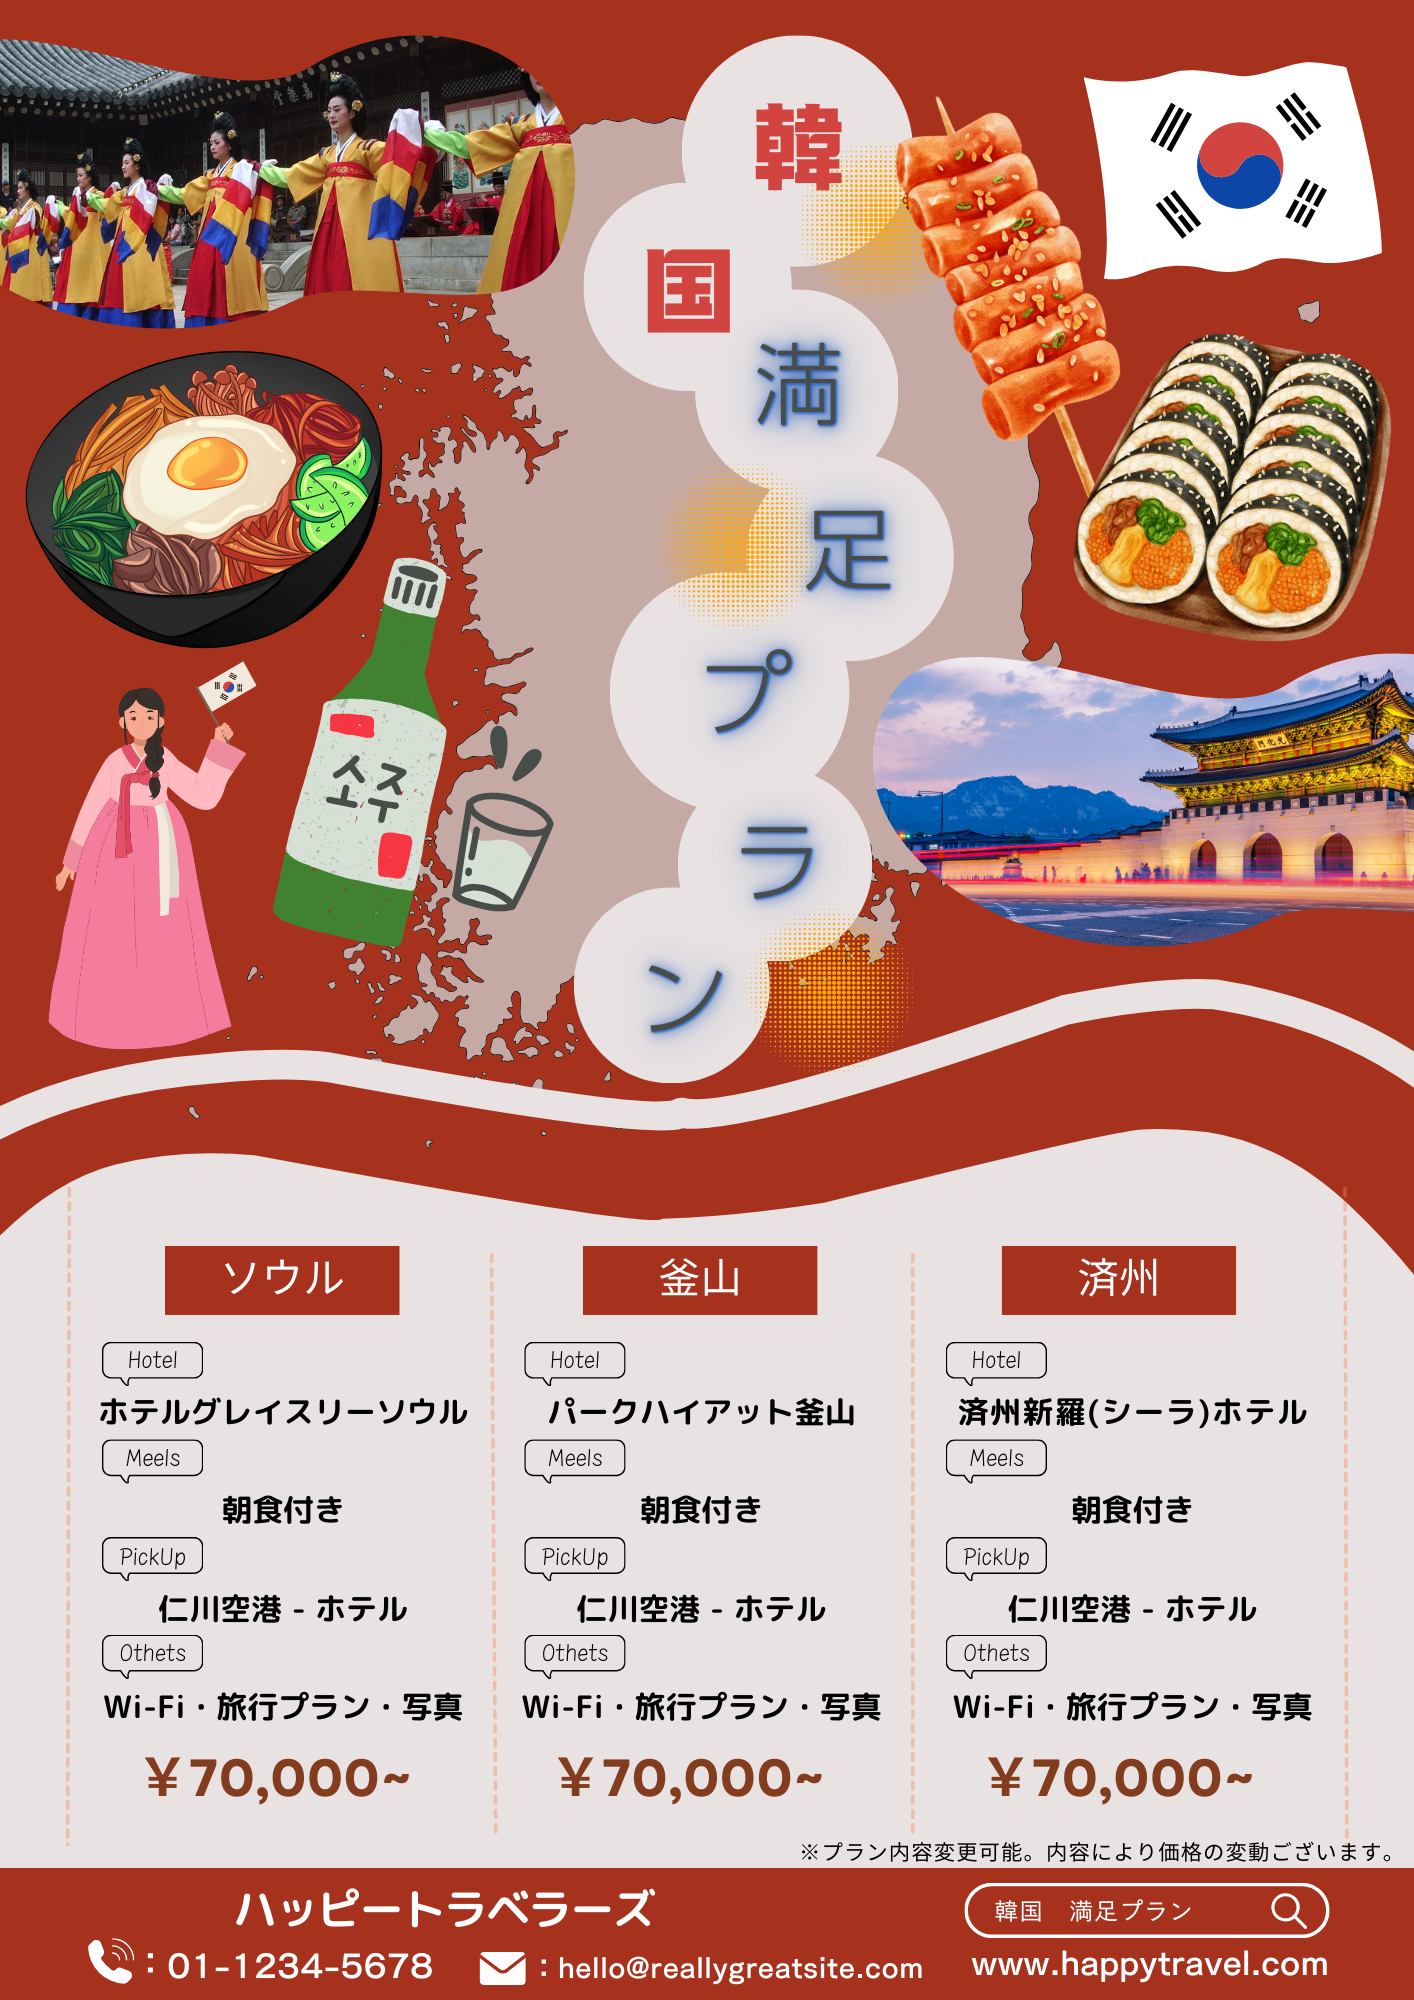 韓
国
満
足
プ
ラ
ン
소주
光化門
ソウル
Hotel
ホテルグレイスリーソウル
Meels
朝食付き
PickUp
仁川空港 - ホテル
Othets
Wi-Fi・旅行プラン・写真
￥70,000~
釜山
Hotel
パークハイアット釜山
Meels
朝食付き
PickUp
仁川空港 - ホテル
Othets
Wi-Fi・旅行プラン・写真
￥70,000~
済州
Hotel
済州新羅(シーラ)ホテル
Meels
朝食付き
PickUp
仁川空港 - ホテル
Othets
Wi-Fi・旅行プラン・写真
￥70,000~
※プラン内容変更可能。内容により価格の変動ございます。
ハッピートラベラーズ
：01-1234-5678
：hello@reallygreatsite.com
韓国　満足プラン
www.happytravel.com